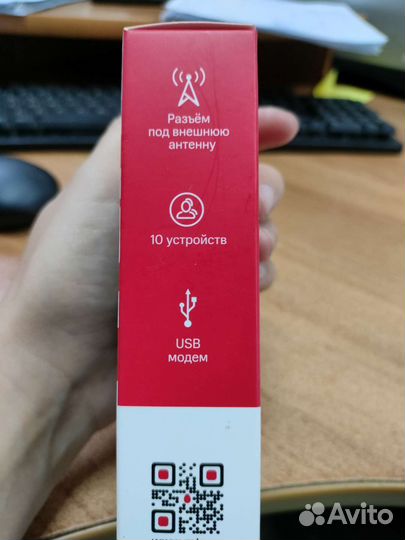 Разъём
под внешнюю
антенну
10 устройств
USB
модем
Avito